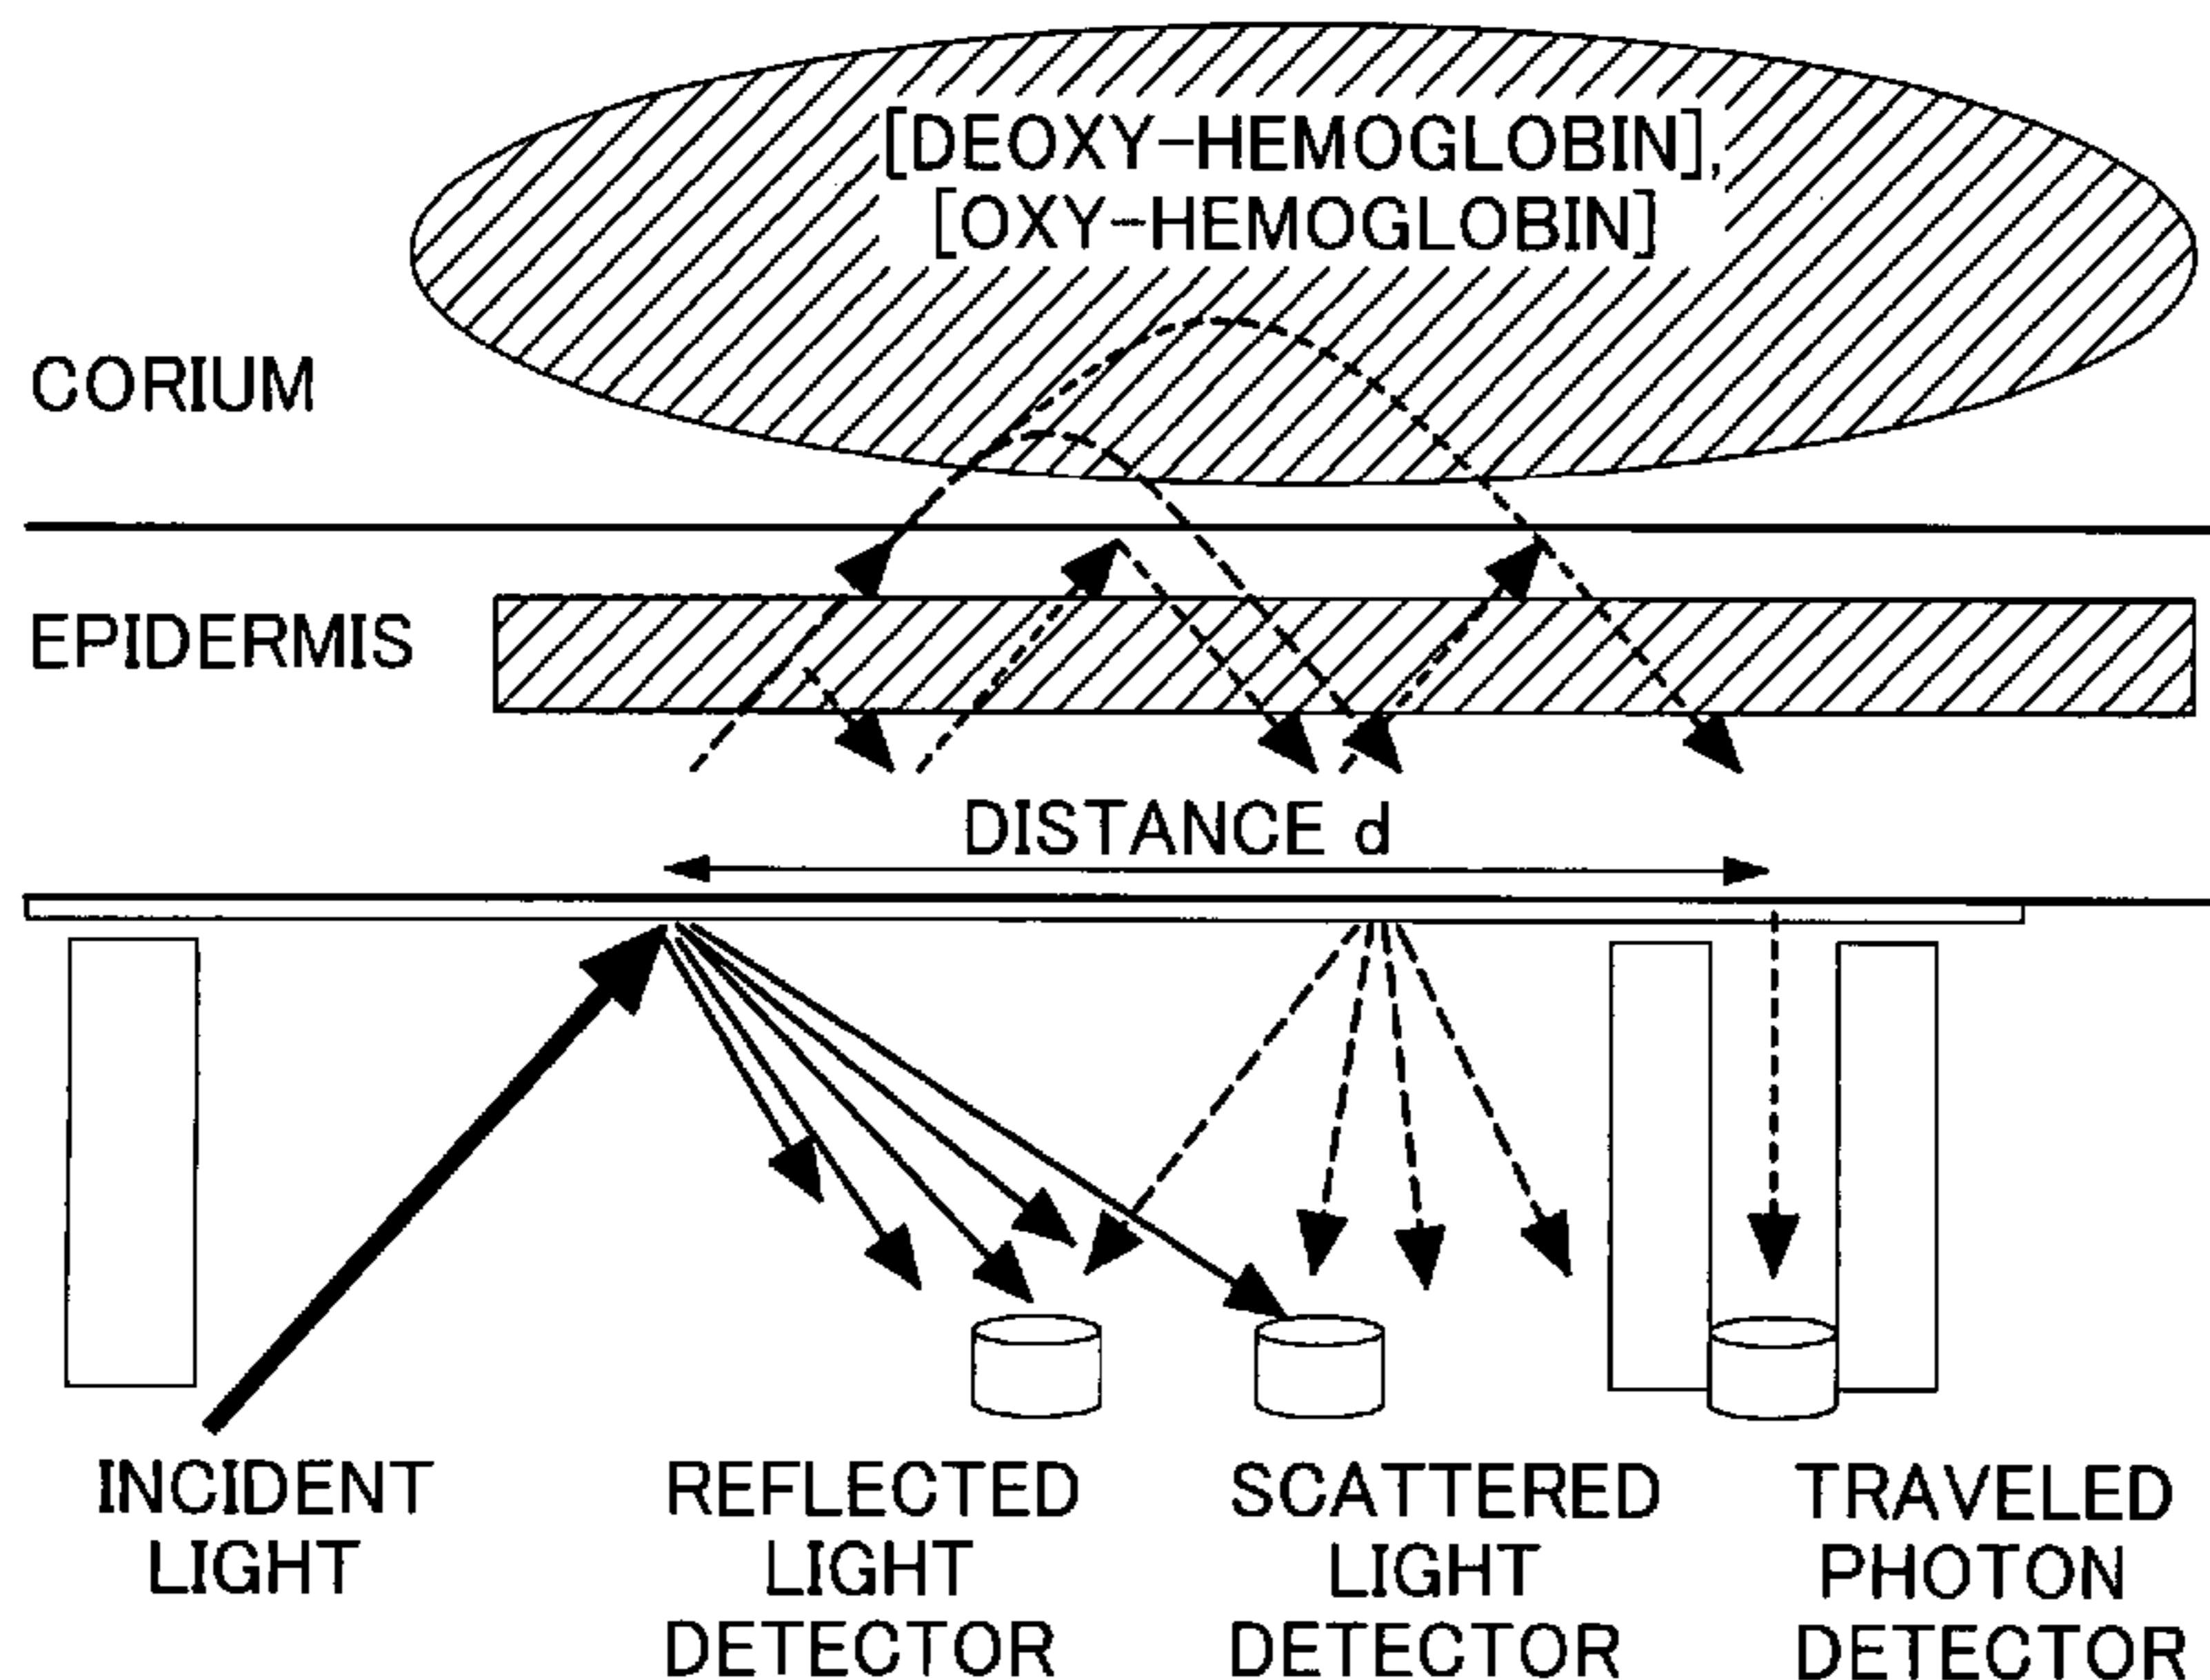 [DEOXY-HEMOGLOBIN],
[OXY-HEMOGLOBIN]
CORIUM
EPIDERMIS
DISTANCE d
INCIDENT
LIGHT
REFLECTED
LIGHT
DETECTOR
SCATTERED
LIGHT
DETECTOR
TRAVELED
PHOTON
DETECTOR